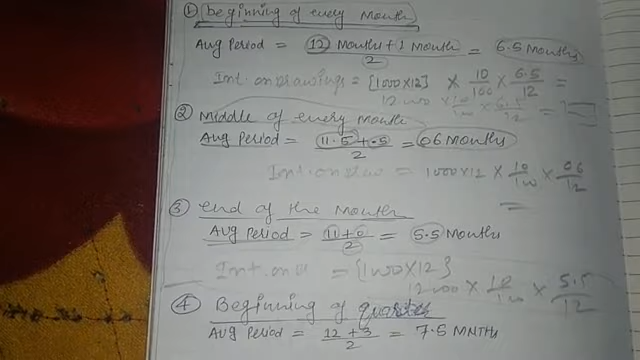 ① Beginning of every Month
Avg Period = 12 Months + 1 Month / 2 = 6.5 Months
Int. on Drawings = {1000×12} × 10/100 × 6.5/12 =
12000 × 10/100 × 6.5/12 =
② Middle of every Month
Avg Period = 11.5 + .5 / 2 = 06 Months
Int. on = 1000×12 × 10/100 × 06/12
=
③ end of the Month
Avg Period = 11+0 / 2 = 5.5 Months
Int. on = {1000×12}
12000 × 10/100 × 5.5/12
④ Beginning of quarter
Avg Period = 12+3 / 2 = 7.5 MNTHs